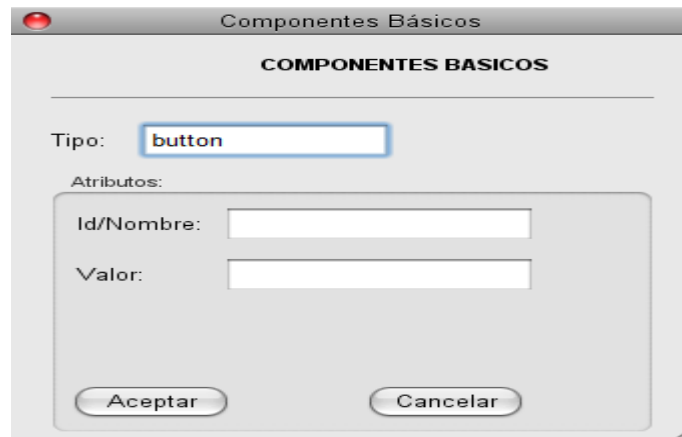 Componentes Básicos
COMPONENTES BASICOS
Tipo: button
Atributos:
Id/Nombre:
Valor:
Aceptar Cancelar